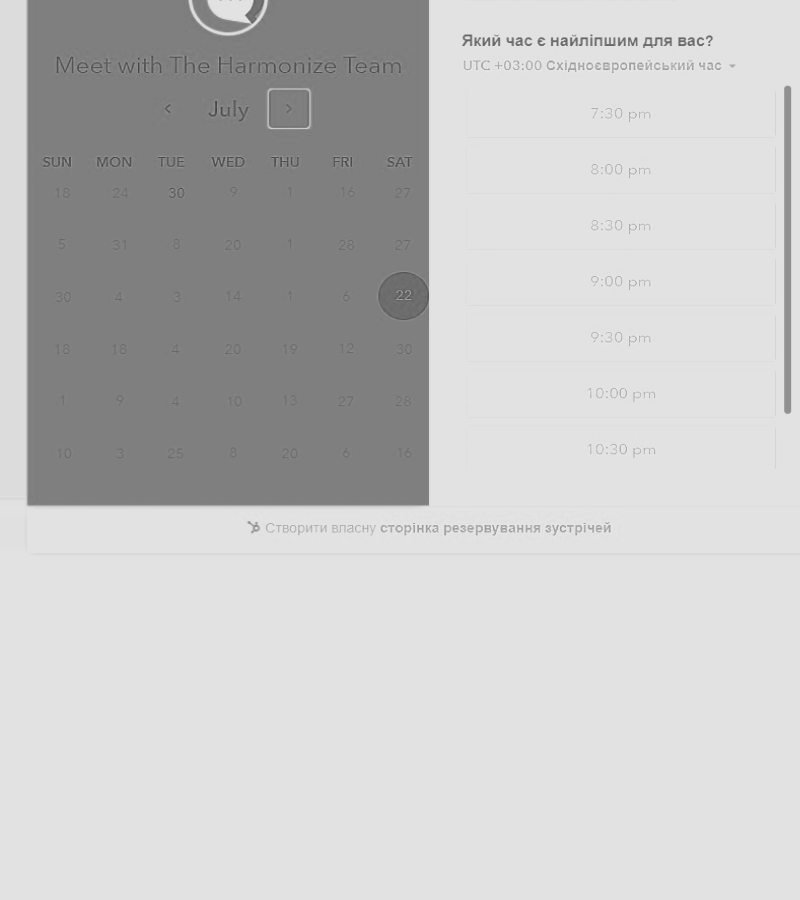 Meet with The Harmonize Team
July
SUN MON TUE WED THU FRI SAT
18 24 30 9 1 16 27
5 31 8 20 1 28 27
30 4 3 14 1 6 22
18 18 4 20 19 12 30
1 9 4 10 13 27 28
10 3 25 8 20 6 16
Який час є найліпшим для вас?
UTC +03:00 Східноєвропейський час
7:30 pm
8:00 pm
8:30 pm
9:00 pm
9:30 pm
10:00 pm
10:30 pm
Створити власну сторінка резервування зустрічей